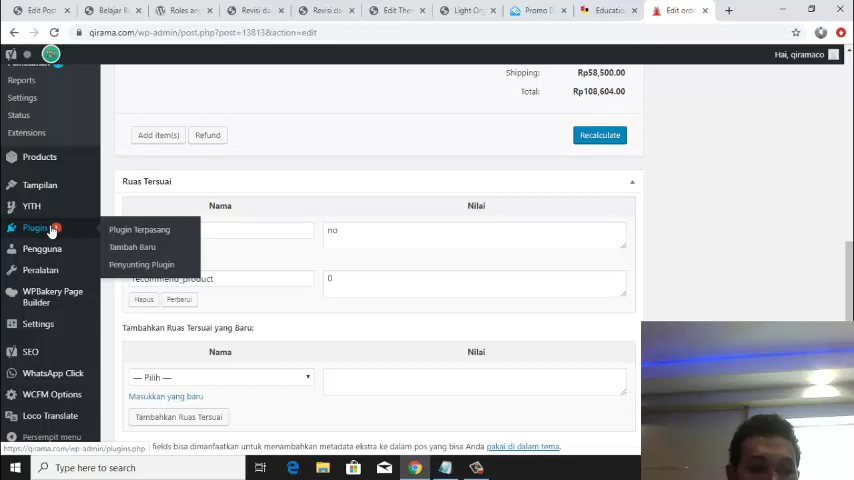 Edit Post
Belajar B
Roles an
Revisi da
Revisi da
Edit The
Light Or
Promo D
Educatio
Edit ord
qirama.com/wp-admin/post.php?post=13813&action=edit
Hai, qiramaco
Reports
Settings
Status
Extensions
Products
Tampilan
YITH
Plugin
Pengguna
Peralatan
WPBakery Page
Builder
Settings
SEO
WhatsApp Click
WCFM Options
Loco Translate
Persempit menu
Plugin Terpasang
Tambah Baru
Penyunting Plugin
Shipping: Rp58,500.00
Total: Rp108,604.00
Add item(s) Refund Recalculate
Ruas Tersuai
Nama Nilai
no
recommend_product 0
Hapus Perbarui
Tambahkan Ruas Tersuai yang Baru:
Nama Nilai
— Pilih —
Masukkan yang baru
Tambahkan Ruas Tersuai
fields bisa dimanfaatkan untuk menambahkan metadata ekstra ke dalam pos yang bisa Anda pakai di dalam tema.
https://qirama.com/wp-admin/plugins.php
Type here to search